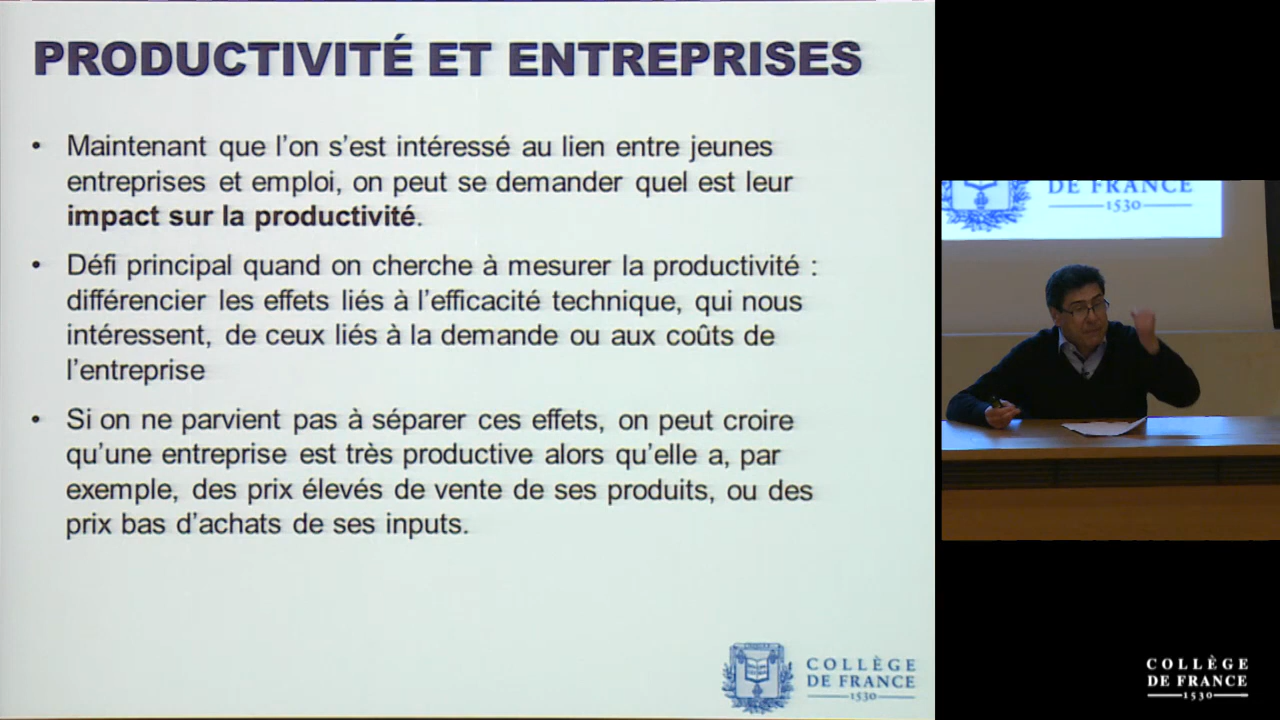 PRODUCTIVITÉ ET ENTREPRISES
• Maintenant que l'on s'est intéressé au lien entre jeunes
entreprises et emploi, on peut se demander quel est leur
impact sur la productivité.
• Défi principal quand on cherche à mesurer la productivité :
différencier les effets liés à l'efficacité technique, qui nous
intéressent, de ceux liés à la demande ou aux coûts de
l'entreprise
• Si on ne parvient pas à séparer ces effets, on peut croire
qu'une entreprise est très productive alors qu'elle a, par
exemple, des prix élevés de vente de ses produits, ou des
prix bas d'achats de ses inputs.
COLLÈGE
DE FRANCE
1530
DE FRANCE
1530
COLLÈGE
DE FRANCE
1530